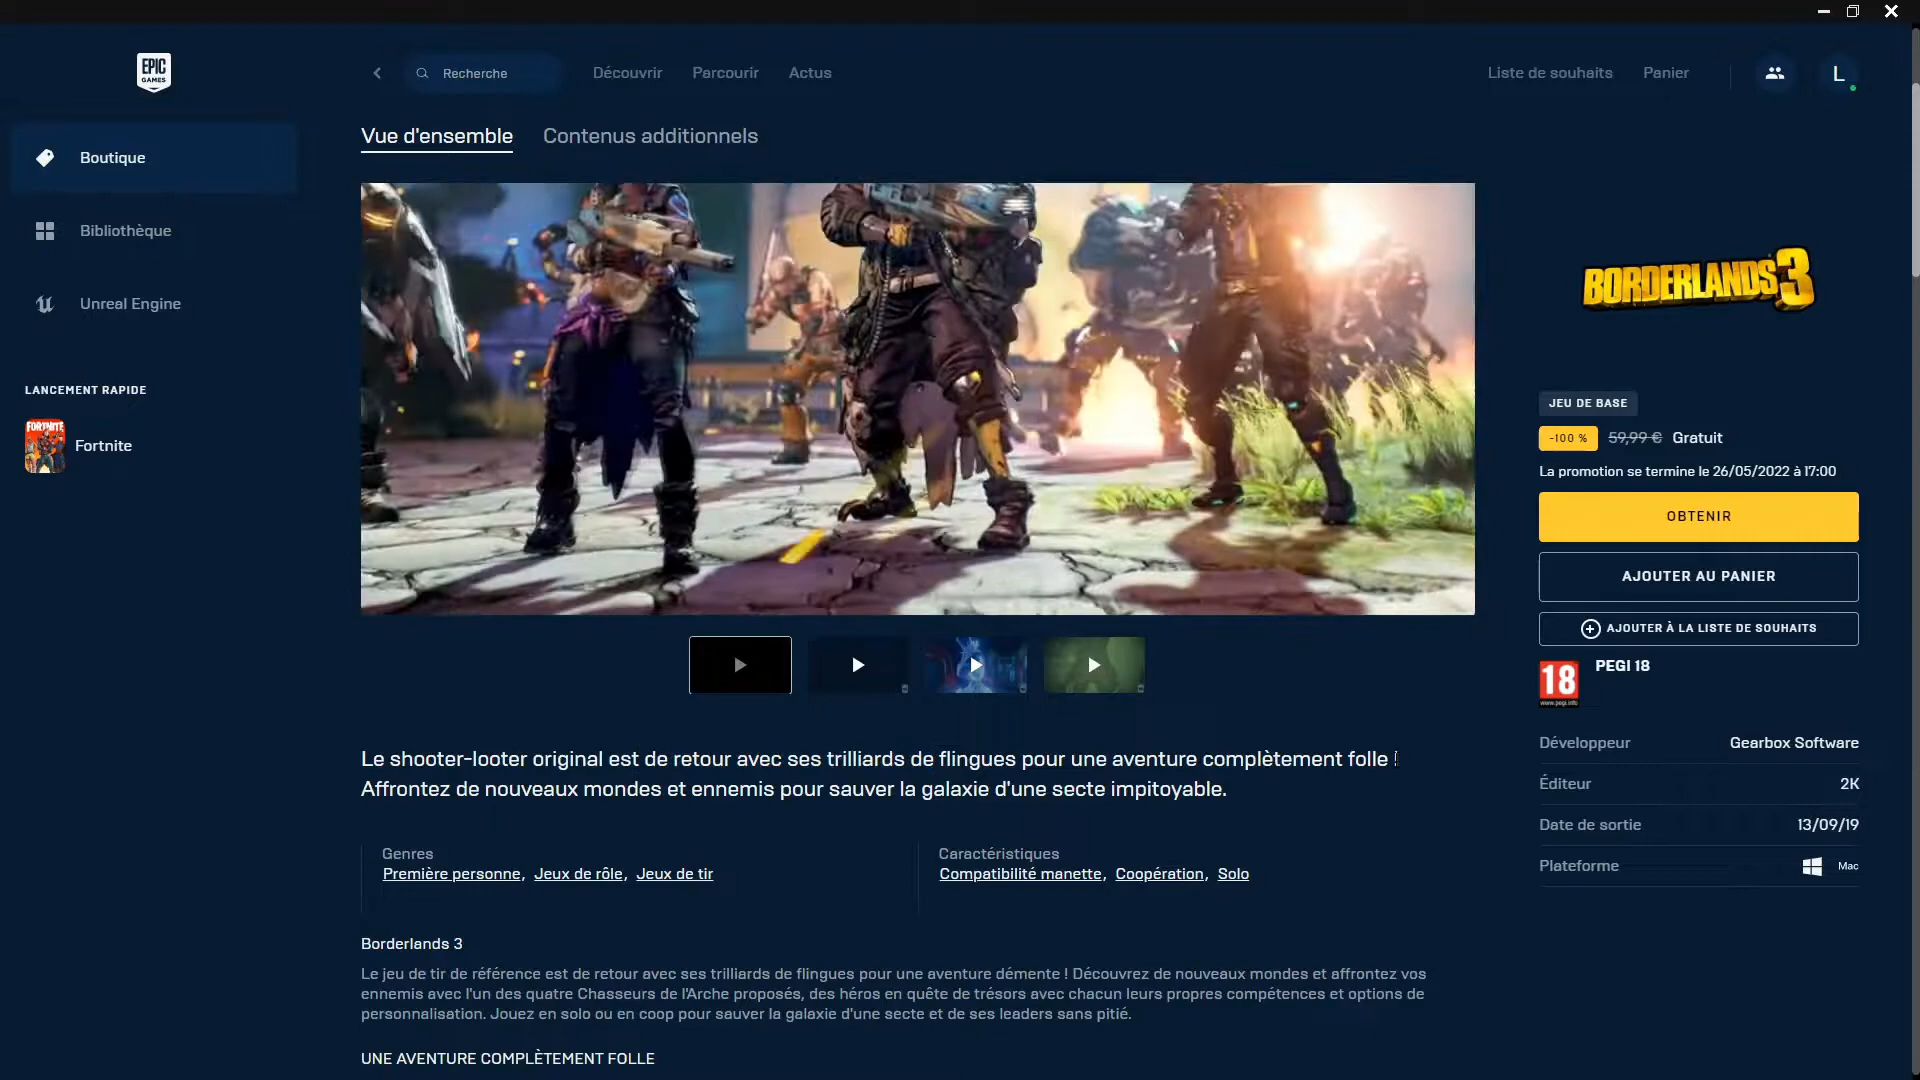 EPIC
GAMES
Recherche
Découvrir
Parcourir
Actus
Liste de souhaits
Panier
L
Boutique
Bibliothèque
Unreal Engine
LANCEMENT RAPIDE
FORTNITE
Fortnite
Vue d'ensemble
Contenus additionnels
Le shooter-looter original est de retour avec ses trilliards de flingues pour une aventure complètement folle !
Affrontez de nouveaux mondes et ennemis pour sauver la galaxie d'une secte impitoyable.
Genres
Première personne, Jeux de rôle, Jeux de tir
Caractéristiques
Compatibilité manette, Coopération, Solo
Borderlands 3
Le jeu de tir de référence est de retour avec ses trilliards de flingues pour une aventure démente ! Découvrez de nouveaux mondes et affrontez vos
ennemis avec l'un des quatre Chasseurs de l'Arche proposés, des héros en quête de trésors avec chacun leurs propres compétences et options de
personnalisation. Jouez en solo ou en coop pour sauver la galaxie d'une secte et de ses leaders sans pitié.
UNE AVENTURE COMPLÈTEMENT FOLLE
BORDERLANDS 3
JEU DE BASE
-100 % 59,99 € Gratuit
La promotion se termine le 26/05/2022 à 17:00
OBTENIR
AJOUTER AU PANIER
AJOUTER À LA LISTE DE SOUHAITS
18
www.pegi.info
PEGI 18
Développeur Gearbox Software
Éditeur 2K
Date de sortie 13/09/19
Plateforme Mac